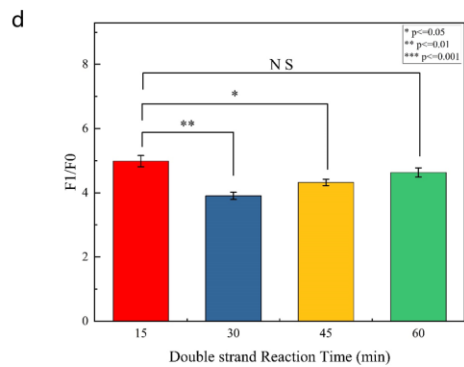 d
* p<=0.05
** p<=0.01
*** p<=0.001
N S
*
**
F1/F0
8
6
4
2
0
15 30 45 60
Double strand Reaction Time (min)